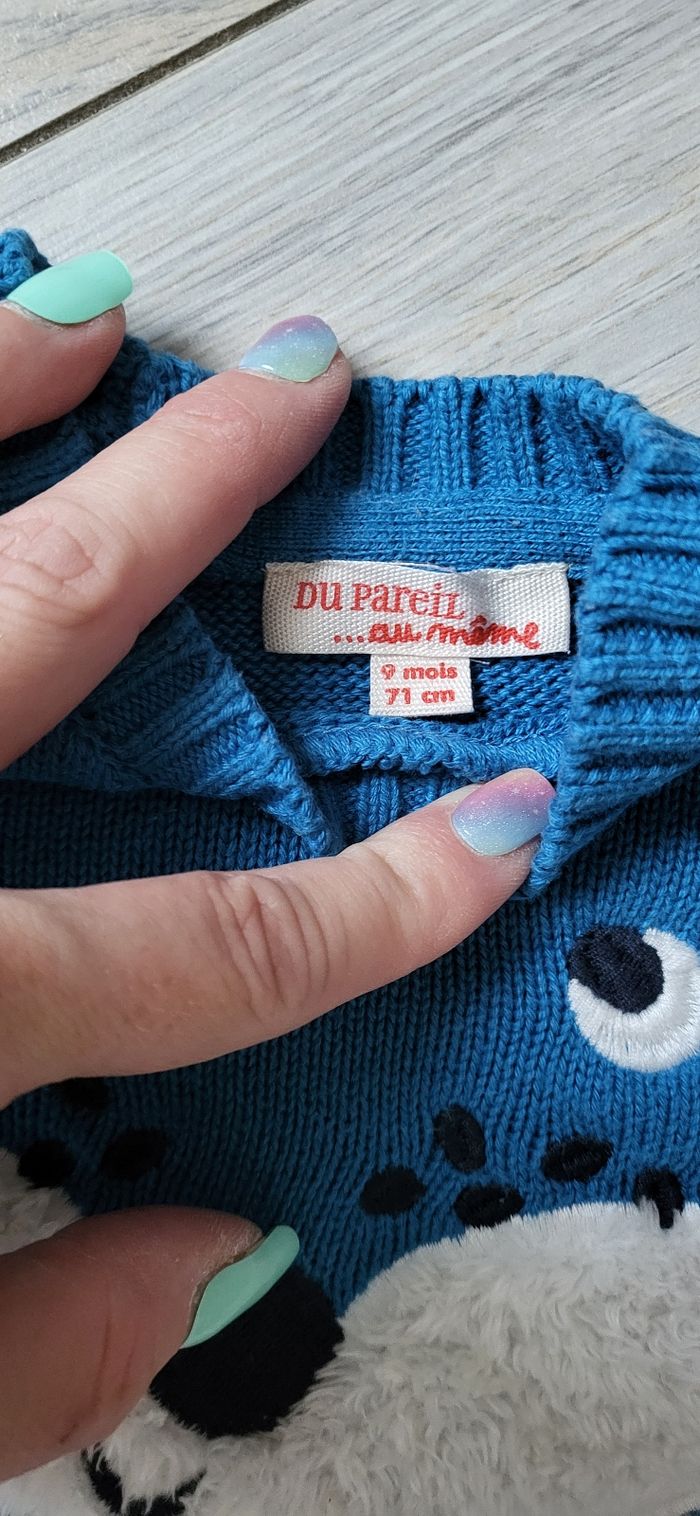 DU PAREIL
...au même
9 mois
71 cm